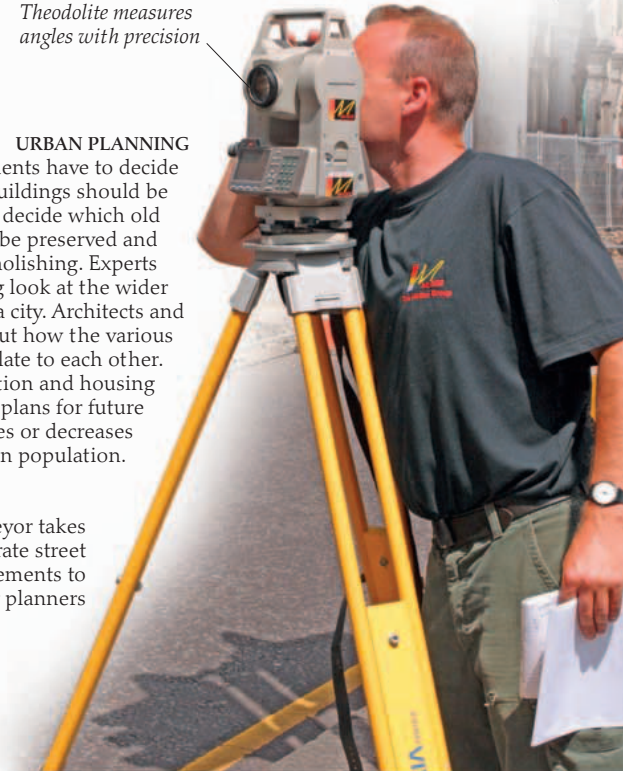 Theodolite measures
angles with precision
URBAN PLANNING
ents have to decide
uildings should be
decide which old
be preserved and
nolishing. Experts
g look at the wider
a city. Architects and
out how the various
late to each other.
tion and housing
plans for future
es or decreases
n population.
eyor takes
rate street
ements to
planners
M
M
M